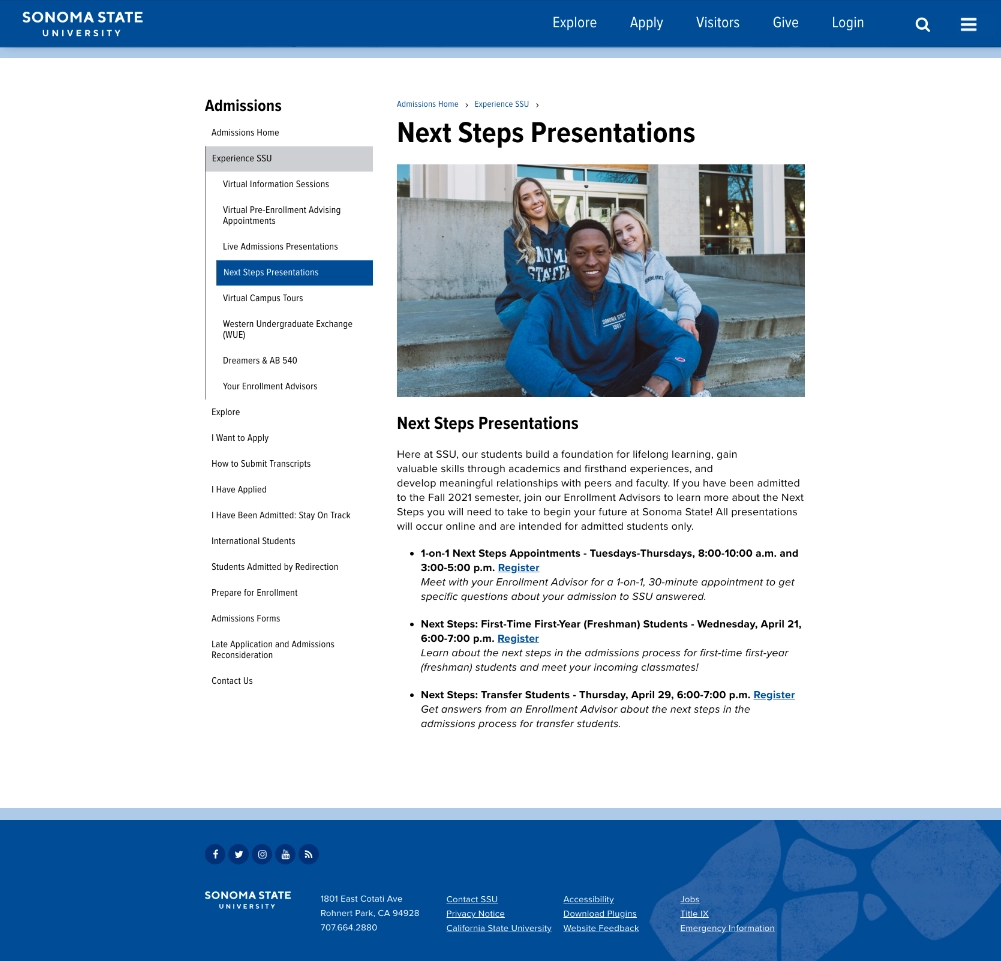 SONOMA STATE
UNIVERSITY
Explore
Apply
Visitors
Give
Login
Admissions
Admissions Home
Experience SSU
Virtual Information Sessions
Virtual Pre-Enrollment Advising
Appointments
Live Admissions Presentations
Next Steps Presentations
Virtual Campus Tours
Western Undergraduate Exchange
(WUE)
Dreamers & AB 540
Your Enrollment Advisors
Explore
I Want to Apply
How to Submit Transcripts
I Have Applied
I Have Been Admitted: Stay On Track
International Students
Students Admitted by Redirection
Prepare for Enrollment
Admissions Forms
Late Application and Admissions
Reconsideration
Contact Us
Admissions Home › Experience SSU ›
Next Steps Presentations
Next Steps Presentations
Here at SSU, our students build a foundation for lifelong learning, gain
valuable skills through academics and firsthand experiences, and
develop meaningful relationships with peers and faculty. If you have been admitted
to the Fall 2021 semester, join our Enrollment Advisors to learn more about the Next
Steps you will need to take to begin your future at Sonoma State! All presentations
will occur online and are intended for admitted students only.
• 1-on-1 Next Steps Appointments - Tuesdays-Thursdays, 8:00-10:00 a.m. and
3:00-5:00 p.m. Register
Meet with your Enrollment Advisor for a 1-on-1, 30-minute appointment to get
specific questions about your admission to SSU answered.
• Next Steps: First-Time First-Year (Freshman) Students - Wednesday, April 21,
6:00-7:00 p.m. Register
Learn about the next steps in the admissions process for first-time first-year
(freshman) students and meet your incoming classmates!
• Next Steps: Transfer Students - Thursday, April 29, 6:00-7:00 p.m. Register
Get answers from an Enrollment Advisor about the next steps in the
admissions process for transfer students.
SONOMA STATE
UNIVERSITY
1801 East Cotati Ave
Rohnert Park, CA 94928
707.664.2880
Contact SSU
Privacy Notice
California State University
Accessibility
Download Plugins
Website Feedback
Jobs
Title IX
Emergency Information